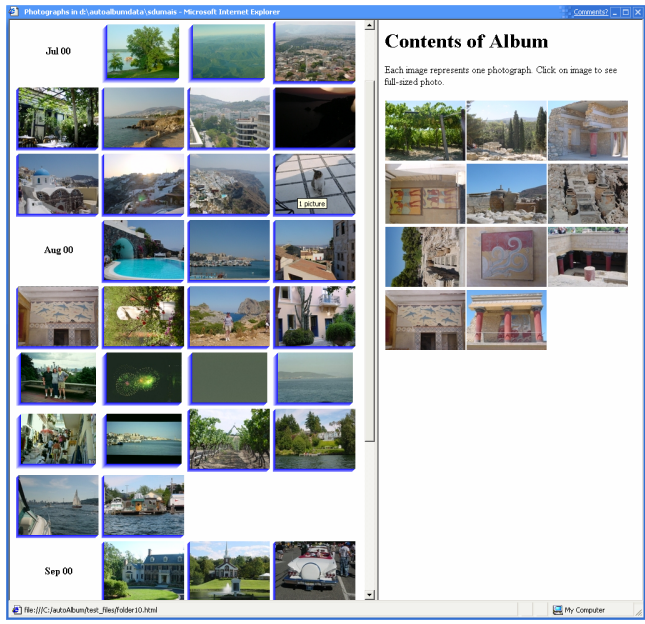 Photographs in d:\autoalbumdata\sdumais - Microsoft Internet Explorer
Comments?
Jul 00
1 picture
Aug 00
Sep 00
Contents of Album
Each image represents one photograph. Click on image to see
full-sized photo.
file:///C:/autoAlbum/test_files/folder10.html
My Computer